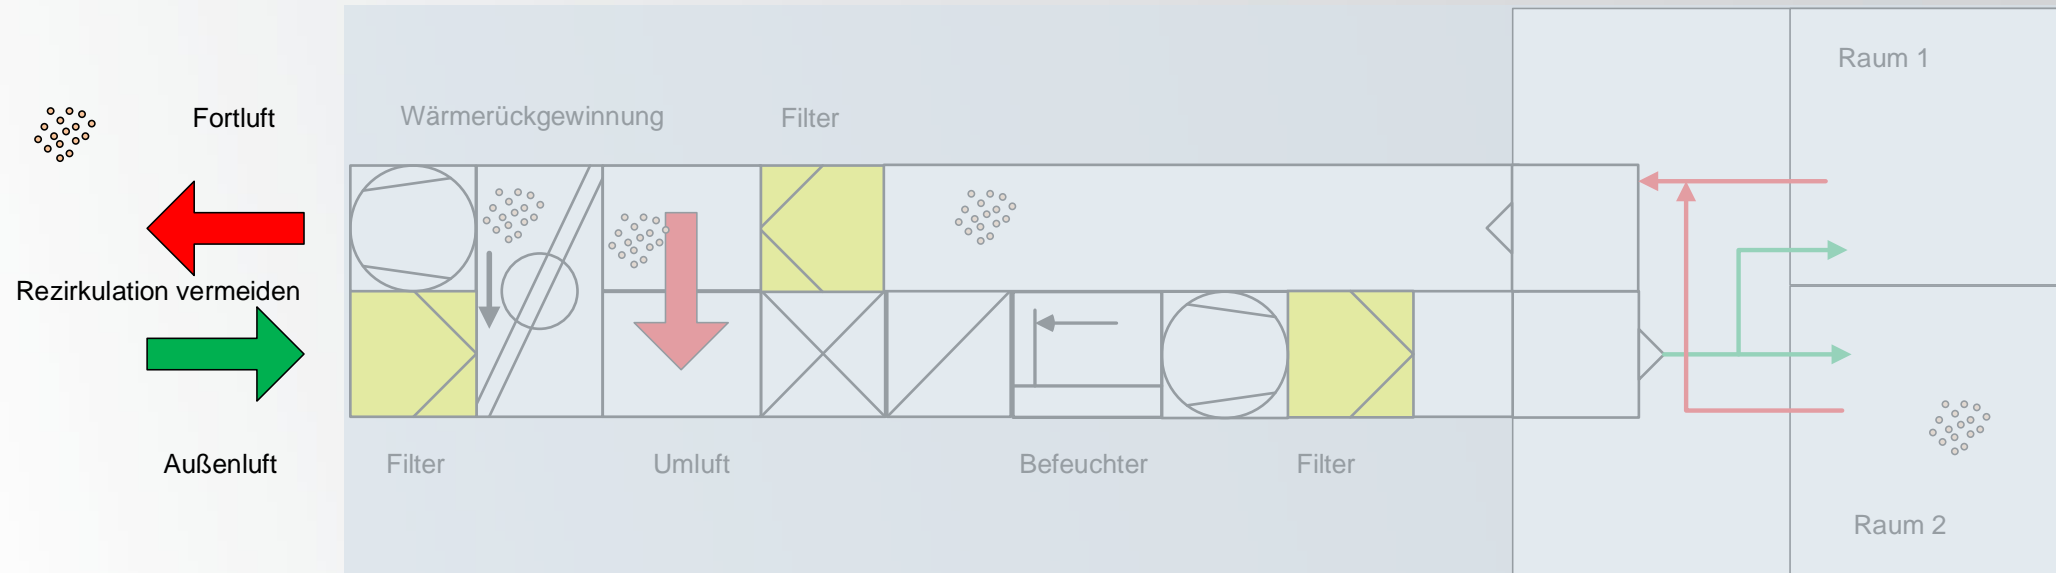 Raum 1
Wärmerückgewinnung
Filter
Fortluft
Rezirkulation vermeiden
Außenluft
Filter
Umluft
Befeuchter
Filter
Raum 2